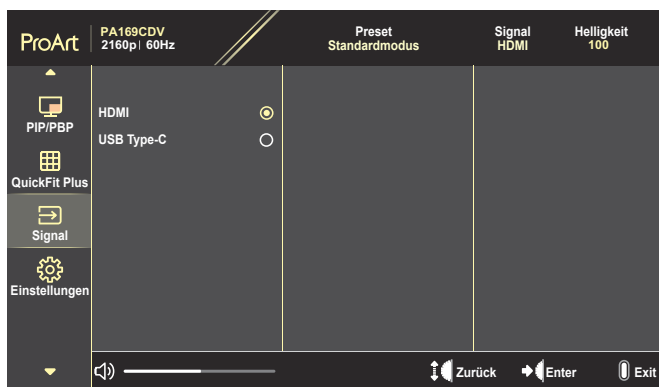 ProArt
PA169CDV
2160p| 60Hz
Preset
Standardmodus
Signal
HDMI
Helligkeit
100
PIP/PBP
QuickFit Plus
Signal
Einstellungen
HDMI
USB Type-C
Zurück
Enter
Exit